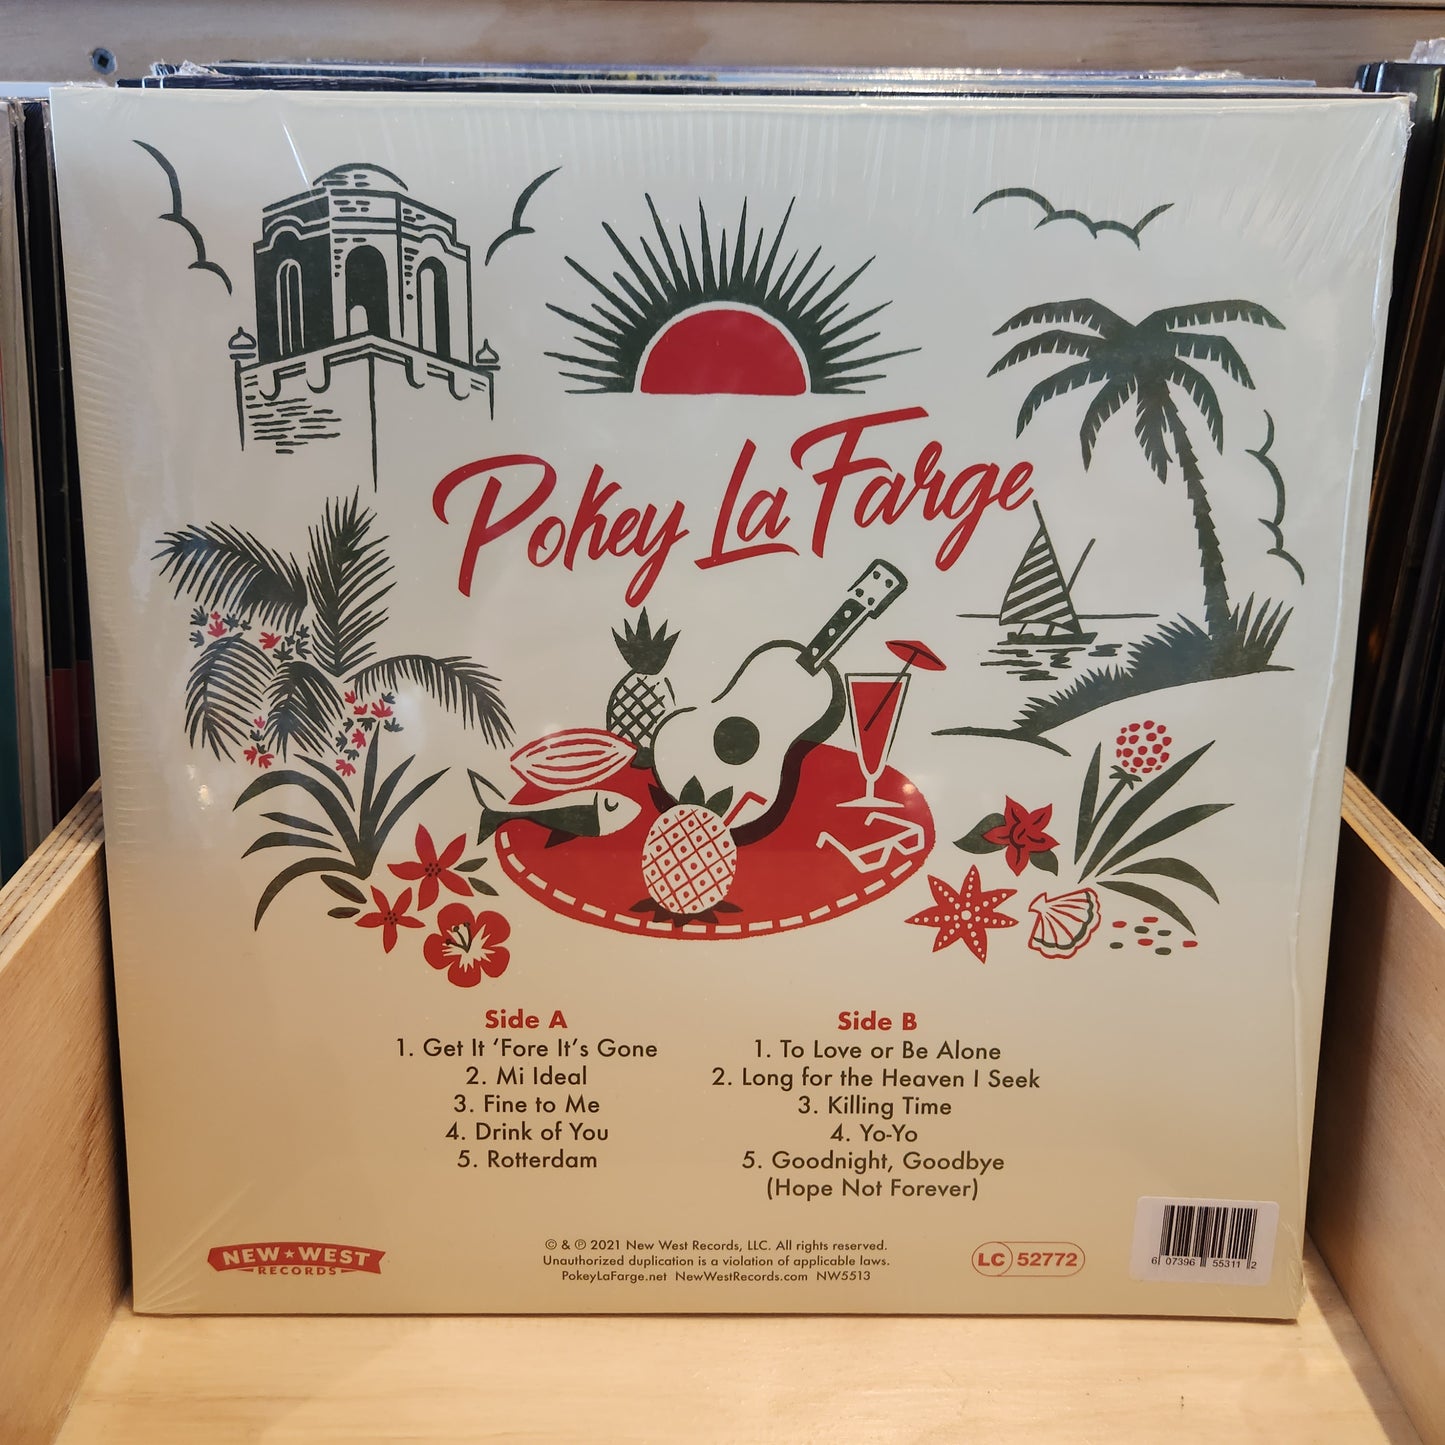 Pokey LaFarge
Side A
1. Get It ‘Fore It’s Gone
2. Mi Ideal
3. Fine to Me
4. Drink of You
5. Rotterdam
Side B
1. To Love or Be Alone
2. Long for the Heaven I Seek
3. Killing Time
4. Yo-Yo
5. Goodnight, Goodbye
(Hope Not Forever)
NEW★WEST
RECORDS
© & ℗ 2021 New West Records, LLC. All rights reserved.
Unauthorized duplication is a violation of applicable laws.
PokeyLaFarge.net NewWestRecords.com NW5513
LC 52772
6 07396 55311 2